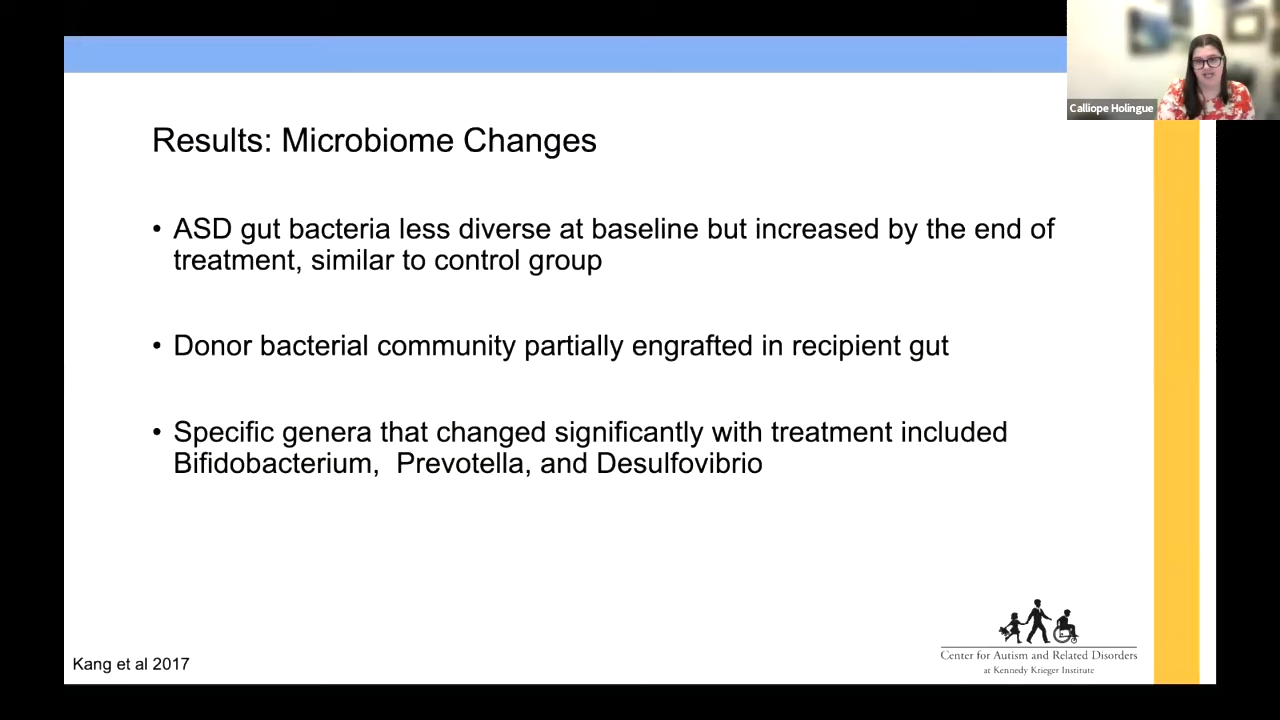 Calliope Holingue
Results: Microbiome Changes
• ASD gut bacteria less diverse at baseline but increased by the end of
treatment, similar to control group
• Donor bacterial community partially engrafted in recipient gut
• Specific genera that changed significantly with treatment included
Bifidobacterium,  Prevotella, and Desulfovibrio
Center for Autism and Related Disorders
at Kennedy Krieger Institute
Kang et al 2017